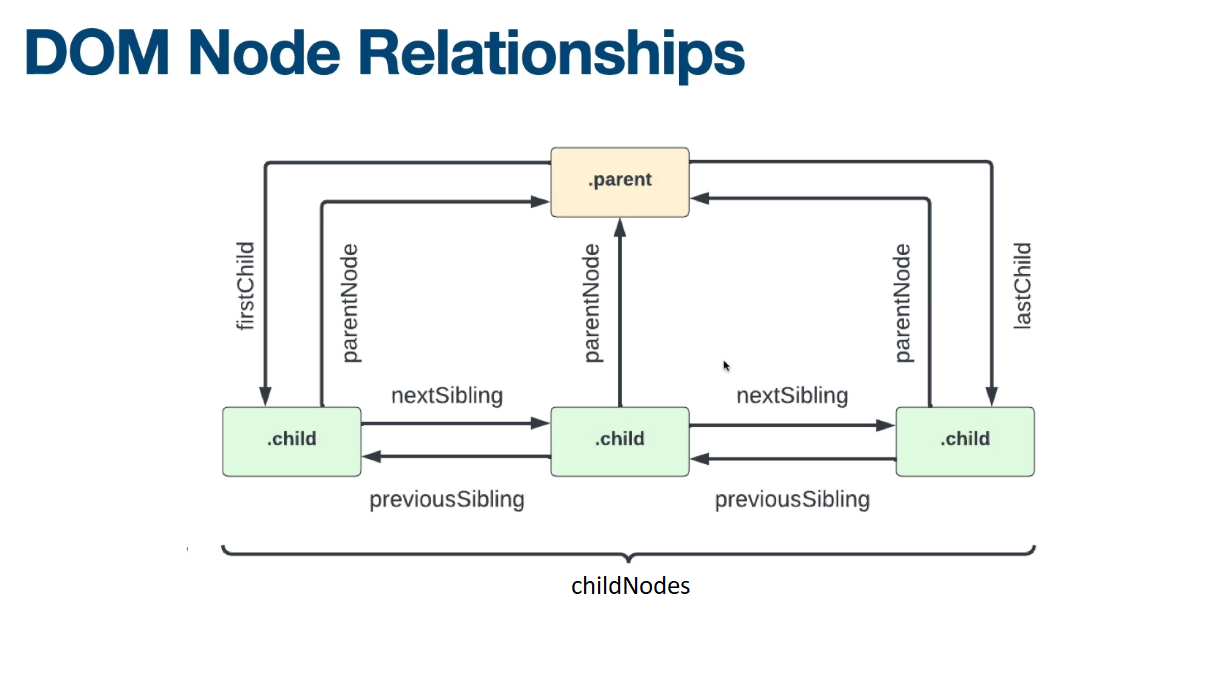 DOM Node Relationships
.parent
firstChild
parentNode
parentNode
parentNode
lastChild
nextSibling
nextSibling
.child
.child
.child
previousSibling
previousSibling
childNodes